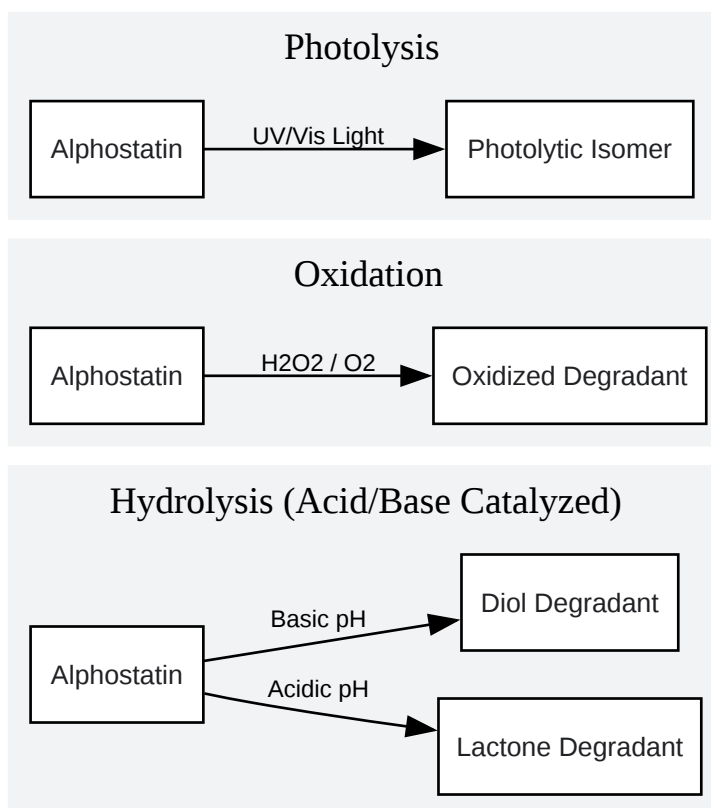 Photolysis
Alphostatin
UV/Vis Light
Photolytic Isomer
Oxidation
Alphostatin
H2O2 / O2
Oxidized Degradant
Hydrolysis (Acid/Base Catalyzed)
Alphostatin
Basic pH
Diol Degradant
Acidic pH
Lactone Degradant